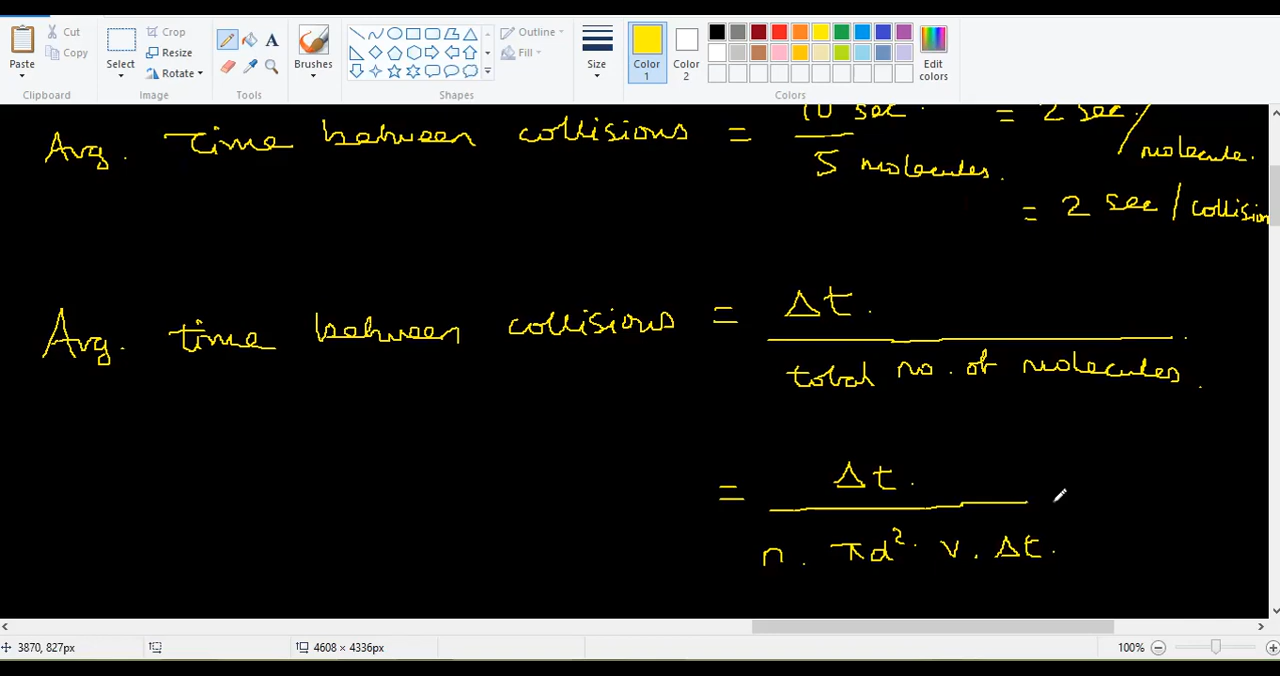 Cut
Copy
Paste
Clipboard
Select
Crop
Resize
Rotate
Image
A
Tools
Brushes
Outline
Fill
Shapes
Size
Color
1
Color
2
Edit
colors
Colors
Avg. time between collisions = 10 sec. / 5 molecules. = 2 sec/molecule.
= 2 sec/collision
Avg. time between collisions = Δt. / total no. of molecules.
= Δt. / n. πd². v. Δt.
3870, 827px
4608 × 4336px
100%